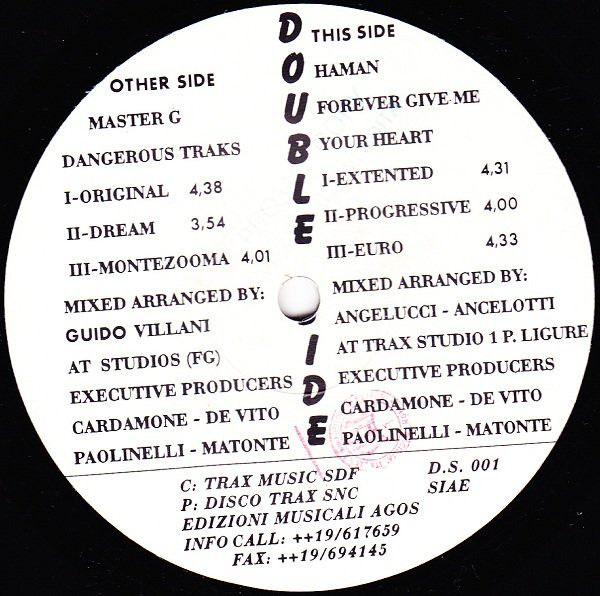 DOUBLE SIDE
OTHER SIDE
MASTER G
DANGEROUS TRAKS
I-ORIGINAL 4,38
II-DREAM 3,54
III-MONTEZOOMA 4,01
MIXED ARRANGED BY:
GUIDO VILLANI
AT STUDIOS (FG)
EXECUTIVE PRODUCERS
CARDAMONE - DE VITO
PAOLINELLI - MATONTE
THIS SIDE
HAMAN
FOREVER GIVE ME
YOUR HEART
I-EXTENTED 4,31
II-PROGRESSIVE 4,00
III-EURO 4,33
MIXED ARRANGED BY:
ANGELUCCI - ANCELOTTI
AT TRAX STUDIO 1 P. LIGURE
EXECUTIVE PRODUCERS
CARDAMONE - DE VITO
PAOLINELLI - MATONTE
C: TRAX MUSIC SDF
P: DISCO TRAX SNC
EDIZIONI MUSICALI AGOS
INFO CALL: ++19/617659
FAX: ++19/694145
D.S. 001
SIAE